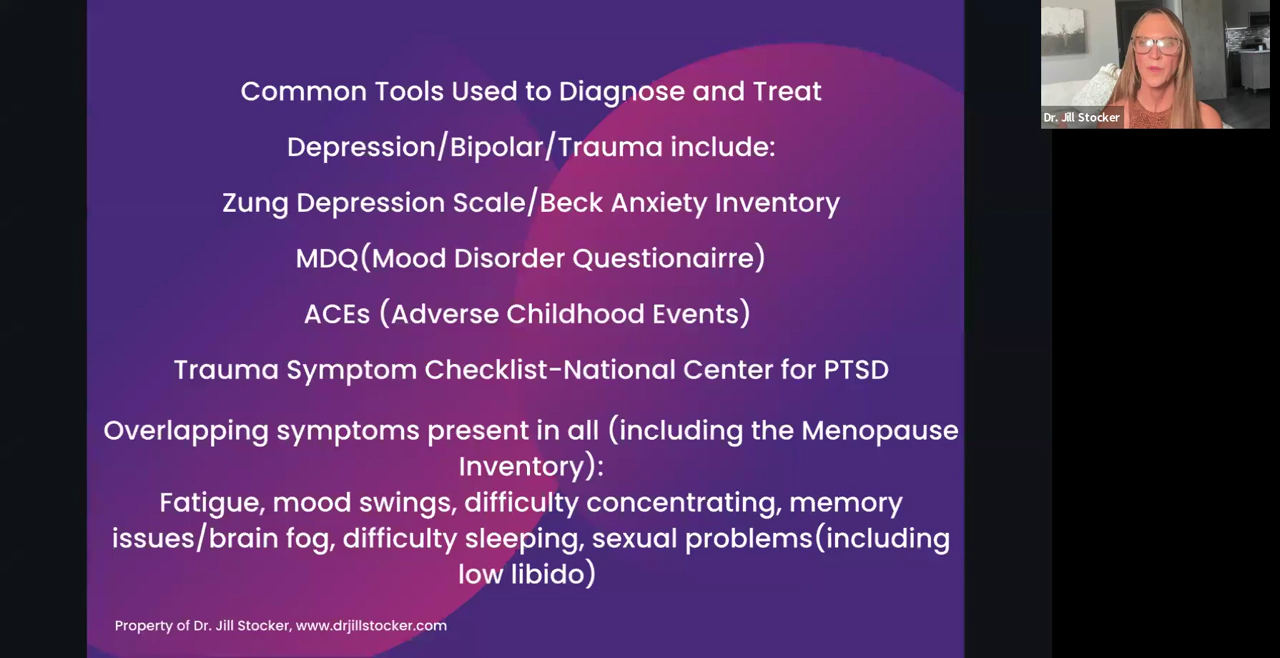 Common Tools Used to Diagnose and Treat
Depression/Bipolar/Trauma include:
Zung Depression Scale/Beck Anxiety Inventory
MDQ(Mood Disorder Questionairre)
ACEs (Adverse Childhood Events)
Trauma Symptom Checklist-National Center for PTSD
Overlapping symptoms present in all (including the Menopause
Inventory):
Fatigue, mood swings, difficulty concentrating, memory
issues/brain fog, difficulty sleeping, sexual problems(including
low libido)
Property of Dr. Jill Stocker, www.drjillstocker.com
Dr. Jill Stocker